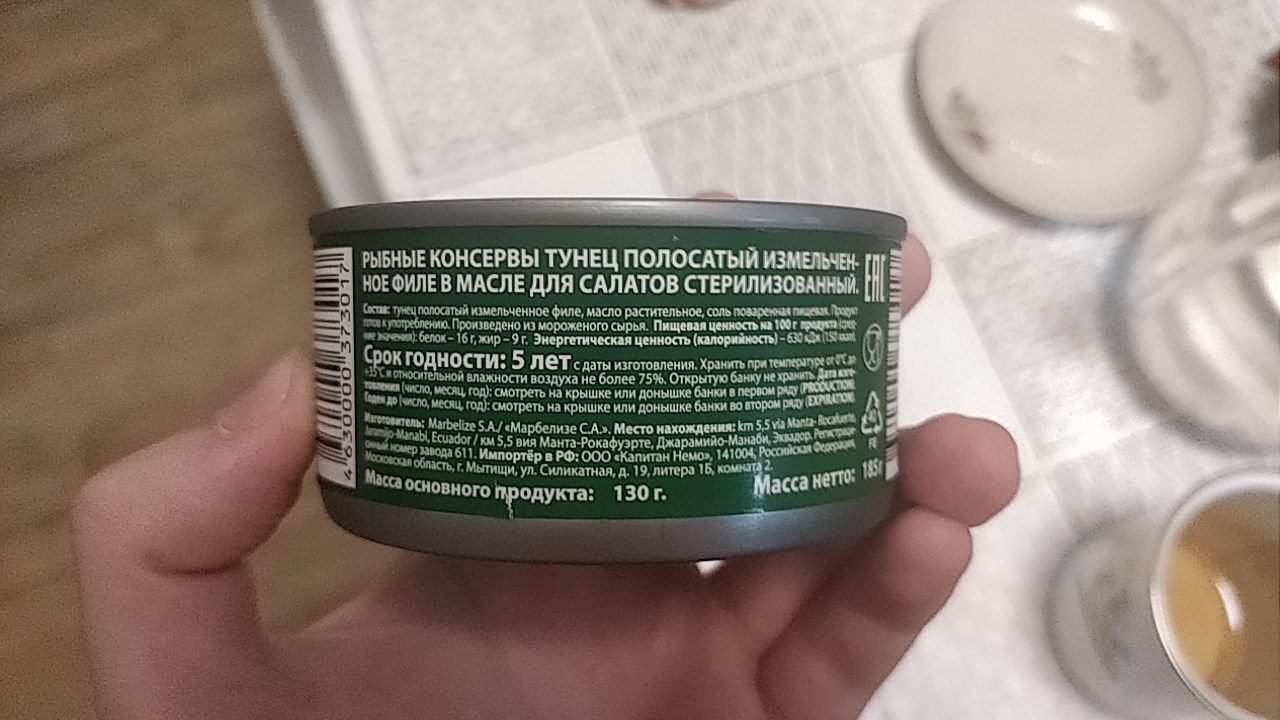 РЫБНЫЕ КОНСЕРВЫ ТУНЕЦ ПОЛОСАТЫЙ ИЗМЕЛЬЧЕН-
НОЕ ФИЛЕ В МАСЛЕ ДЛЯ САЛАТОВ СТЕРИЛИЗОВАННЫЙ.
EAC
Состав: тунец полосатый измельченное филе, масло растительное, соль поваренная пищевая. Продукт
готов к употреблению. Произведено из мороженого сырья. Пищевая ценность на 100 г продукта (сред-
ние значения): белок – 16 г, жир – 9 г. Энергетическая ценность (калорийность) – 630 кДж (150 ккал).
Срок годности: 5 лет с даты изготовления. Хранить при температуре от 0°С до
+35°С и относительной влажности воздуха не более 75%. Открытую банку не хранить. Дата изго-
товления (число, месяц, год): смотреть на крышке или донышке банки в первом ряду (PRODUCTION).
Годен до (число, месяц, год): смотреть на крышке или донышке банки во втором ряду (EXPIRATION).
Изготовитель: Marbelize S.A./ «Марбелизе С.А.». Место нахождения: km 5,5 via Manta- Rocafuerte,
Jaramijo-Manabi, Ecuador / км 5,5 виа Манта-Рокафуэрте, Джарамийо-Манаби, Эквадор. Регистраци-
онный номер завода 611. Импортёр в РФ: ООО «Капитан Немо», 141004, Российская Федерация,
Московская область, г. Мытищи, ул. Силикатная, д. 19, литера 1Б, комната 2.
Масса основного продукта: 130 г. Масса нетто: 185г
40
FE
4630000373017